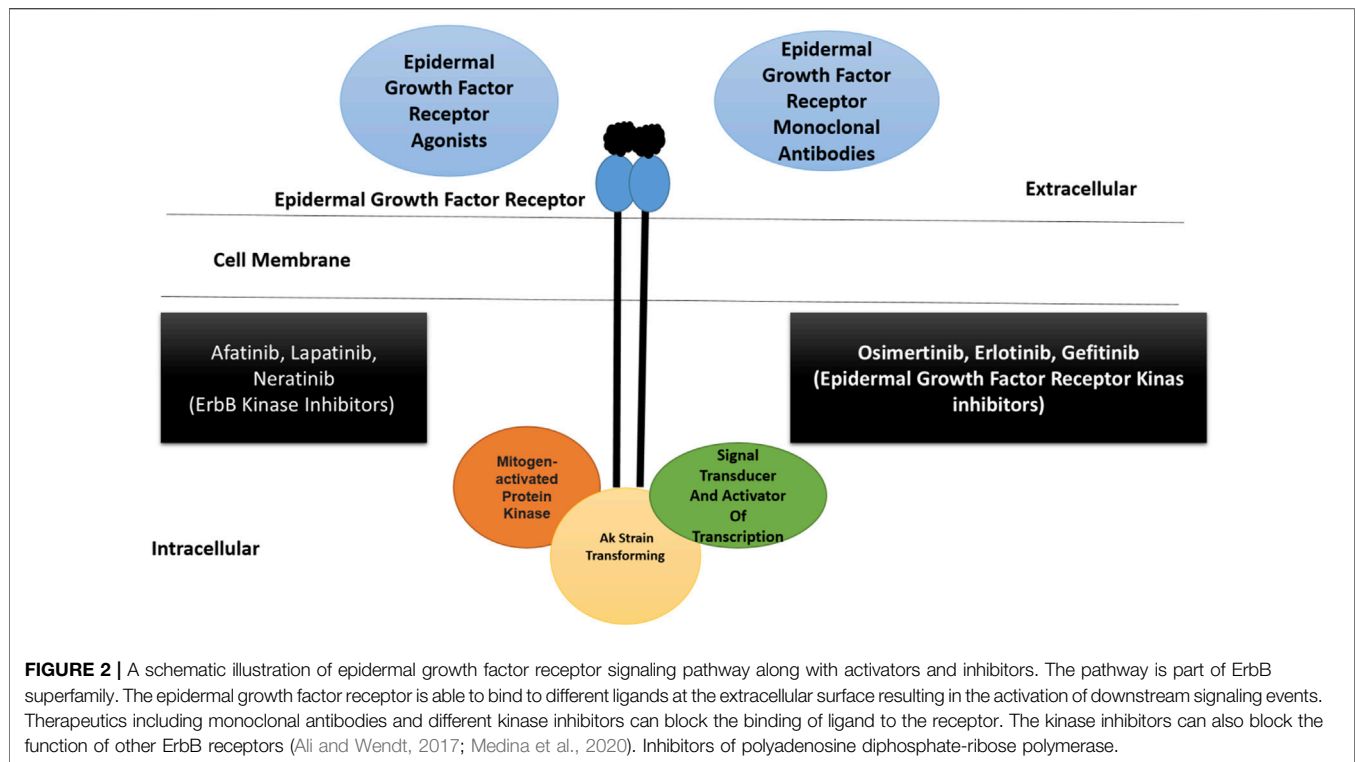 Epidermal
Growth Factor
Receptor
Agonists
Epidermal
Growth Factor
Receptor
Monoclonal
Antibodies
Epidermal Growth Factor Receptor
Extracellular
Cell Membrane
Afatinib, Lapatinib,
Neratinib
(ErbB Kinase Inhibitors)
Osimertinib, Erlotinib, Gefitinib
(Epidermal Growth Factor Receptor Kinas
inhibitors)
Mitogen-
activated
Protein
Kinase
Signal
Transducer
And Activator
Of
Transcription
Ak Strain
Transforming
Intracellular
FIGURE 2 | A schematic illustration of epidermal growth factor receptor signaling pathway along with activators and inhibitors. The pathway is part of ErbB
superfamily. The epidermal growth factor receptor is able to bind to different ligands at the extracellular surface resulting in the activation of downstream signaling events.
Therapeutics including monoclonal antibodies and different kinase inhibitors can block the binding of ligand to the receptor. The kinase inhibitors can also block the
function of other ErbB receptors (Ali and Wendt, 2017; Medina et al., 2020). Inhibitors of polyadenosine diphosphate-ribose polymerase.